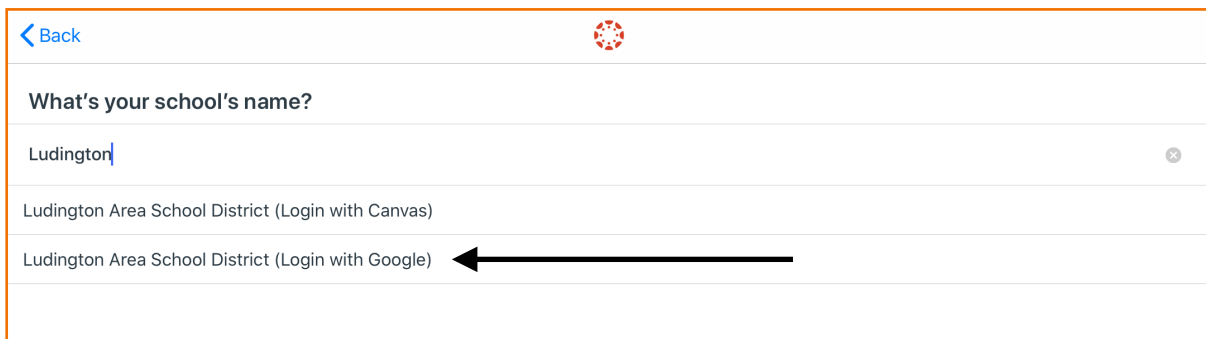 Back
What's your school's name?
Ludington
Ludington Area School District (Login with Canvas)
Ludington Area School District (Login with Google)